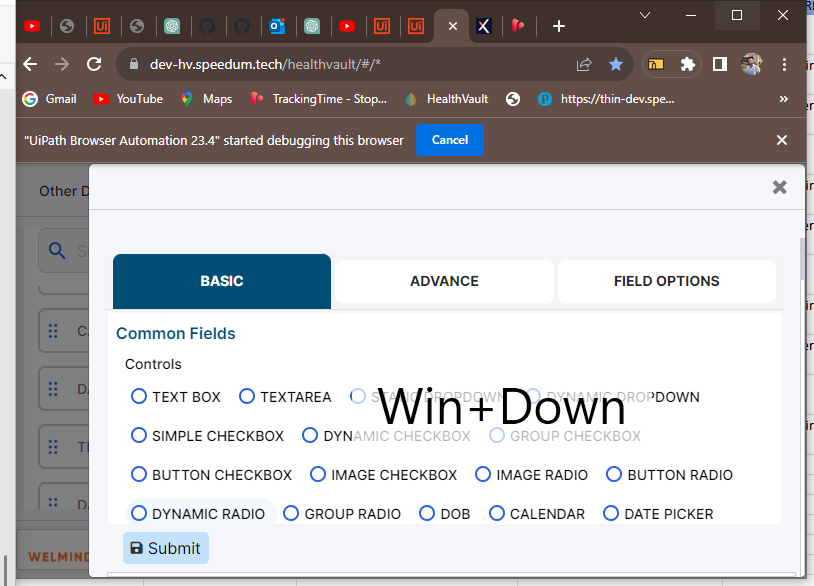 dev-hv.speedum.tech/healthvault/#/*
Gmail YouTube Maps TrackingTime - Stop... HealthVault https://thin-dev.spe... »
"UiPath Browser Automation 23.4" started debugging this browser Cancel
Other D
BASIC ADVANCE FIELD OPTIONS
Common Fields
Controls
TEXT BOX TEXTAREA STATIC DROPDOWN DYNAMIC DROPDOWN
Win+Down
SIMPLE CHECKBOX DYNAMIC CHECKBOX GROUP CHECKBOX
BUTTON CHECKBOX IMAGE CHECKBOX IMAGE RADIO BUTTON RADIO
DYNAMIC RADIO GROUP RADIO DOB CALENDAR DATE PICKER
Submit
WELMIND